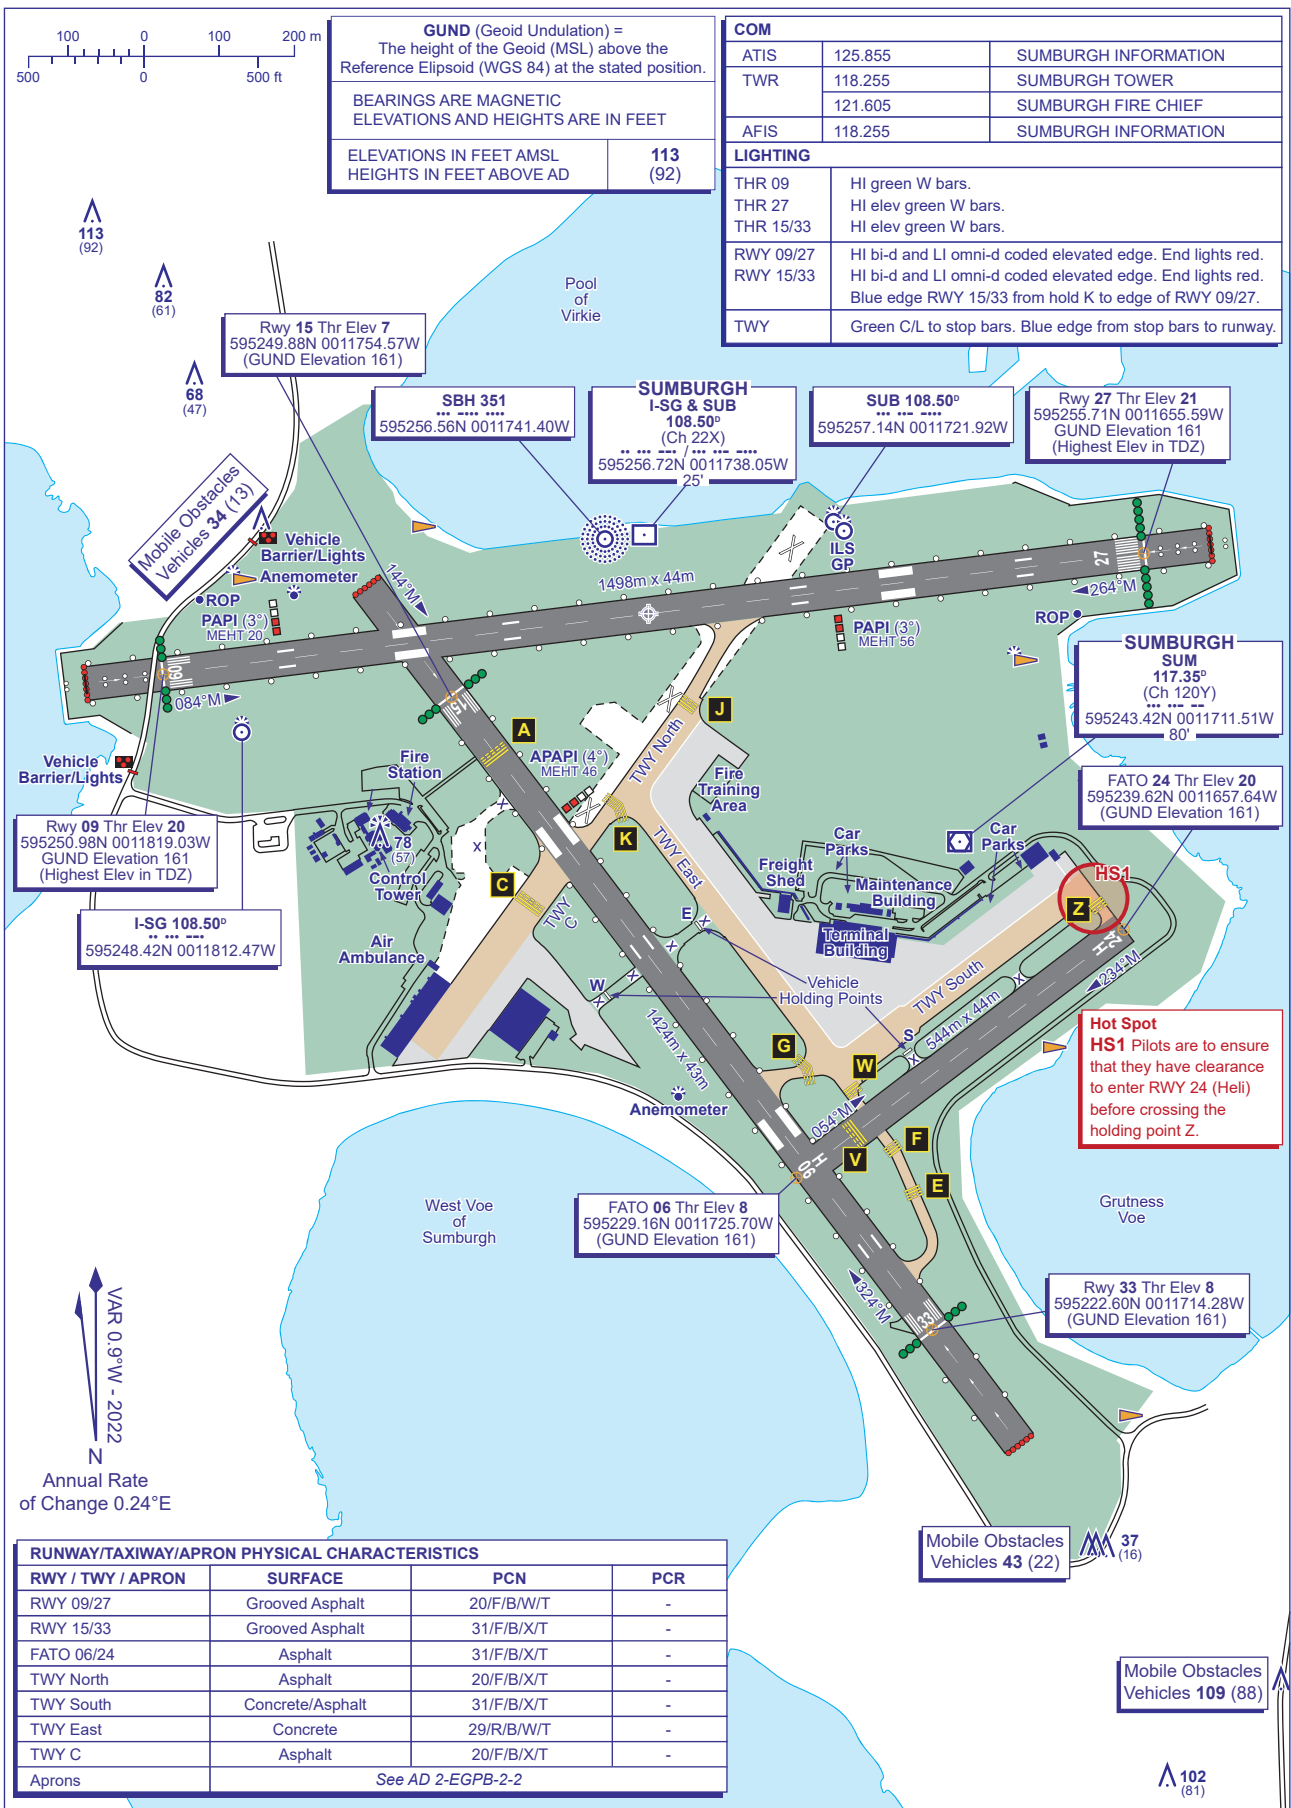 100 0 100 200 m
500 0 500 ft
GUND (Geoid Undulation) =
The height of the Geoid (MSL) above the
Reference Elipsoid (WGS 84) at the stated position.
BEARINGS ARE MAGNETIC
ELEVATIONS AND HEIGHTS ARE IN FEET
ELEVATIONS IN FEET AMSL 113
HEIGHTS IN FEET ABOVE AD (92)
COM
ATIS 125.855 SUMBURGH INFORMATION
TWR 118.255 SUMBURGH TOWER
121.605 SUMBURGH FIRE CHIEF
AFIS 118.255 SUMBURGH INFORMATION
LIGHTING
THR 09 HI green W bars.
THR 27 HI elev green W bars.
THR 15/33 HI elev green W bars.
RWY 09/27 HI bi-d and LI omni-d coded elevated edge. End lights red.
RWY 15/33 HI bi-d and LI omni-d coded elevated edge. End lights red.
Blue edge RWY 15/33 from hold K to edge of RWY 09/27.
TWY Green C/L to stop bars. Blue edge from stop bars to runway.
113
(92)
82
(61)
68
(47)
Pool
of
Virkie
Rwy 15 Thr Elev 7
595249.88N 0011754.57W
(GUND Elevation 161)
SBH 351
595256.56N 0011741.40W
SUMBURGH
I-SG & SUB
108.50D
(Ch 22X)
595256.72N 0011738.05W
25'
SUB 108.50D
595257.14N 0011721.92W
Rwy 27 Thr Elev 21
595255.71N 0011655.59W
GUND Elevation 161
(Highest Elev in TDZ)
Mobile Obstacles
Vehicles 34 (13)
Vehicle
Barrier/Lights
Anemometer
ROP
PAPI (3°)
MEHT 20
144°M
1498m x 44m
ILS
GP
27
264°M
ROP
PAPI (3°)
MEHT 56
09
084°M
15
SUMBURGH
SUM
117.35D
(Ch 120Y)
595243.42N 0011711.51W
80'
Vehicle
Barrier/Lights
A
APAPI (4°)
MEHT 46
TWY North
J
Fire
Station
Fire
Training
Area
FATO 24 Thr Elev 20
595239.62N 0011657.64W
(GUND Elevation 161)
Rwy 09 Thr Elev 20
595250.98N 0011819.03W
GUND Elevation 161
(Highest Elev in TDZ)
78
(57)
Control
Tower
K
TWY East
Car
Parks
Car
Parks
Freight
Shed
Maintenance
Building
HS1
Z
C
TWY
C
E
Terminal
Building
I-SG 108.50D
595248.42N 0011812.47W
Air
Ambulance
24
H
234°M
W
Vehicle
Holding Points
TWY South
544m x 44m
S
1424m x 43m
G
W
Hot Spot
HS1 Pilots are to ensure
that they have clearance
to enter RWY 24 (Heli)
before crossing the
holding point Z.
Anemometer
054°M
V
F
E
H
06
FATO 06 Thr Elev 8
595229.16N 0011725.70W
(GUND Elevation 161)
West Voe
of
Sumburgh
Grutness
Voe
324°M
33
Rwy 33 Thr Elev 8
595222.60N 0011714.28W
(GUND Elevation 161)
VAR 0.9°W - 2022
N
Annual Rate
of Change 0.24°E
Mobile Obstacles
Vehicles 43 (22)
37
(16)
RUNWAY/TAXIWAY/APRON PHYSICAL CHARACTERISTICS
RWY / TWY / APRON SURFACE PCN PCR
RWY 09/27 Grooved Asphalt 20/F/B/W/T -
RWY 15/33 Grooved Asphalt 31/F/B/X/T -
FATO 06/24 Asphalt 31/F/B/X/T -
TWY North Asphalt 20/F/B/X/T -
TWY South Concrete/Asphalt 31/F/B/X/T -
TWY East Concrete 29/R/B/W/T -
TWY C Asphalt 20/F/B/X/T -
Aprons See AD 2-EGPB-2-2
Mobile Obstacles
Vehicles 109 (88)
102
(81)